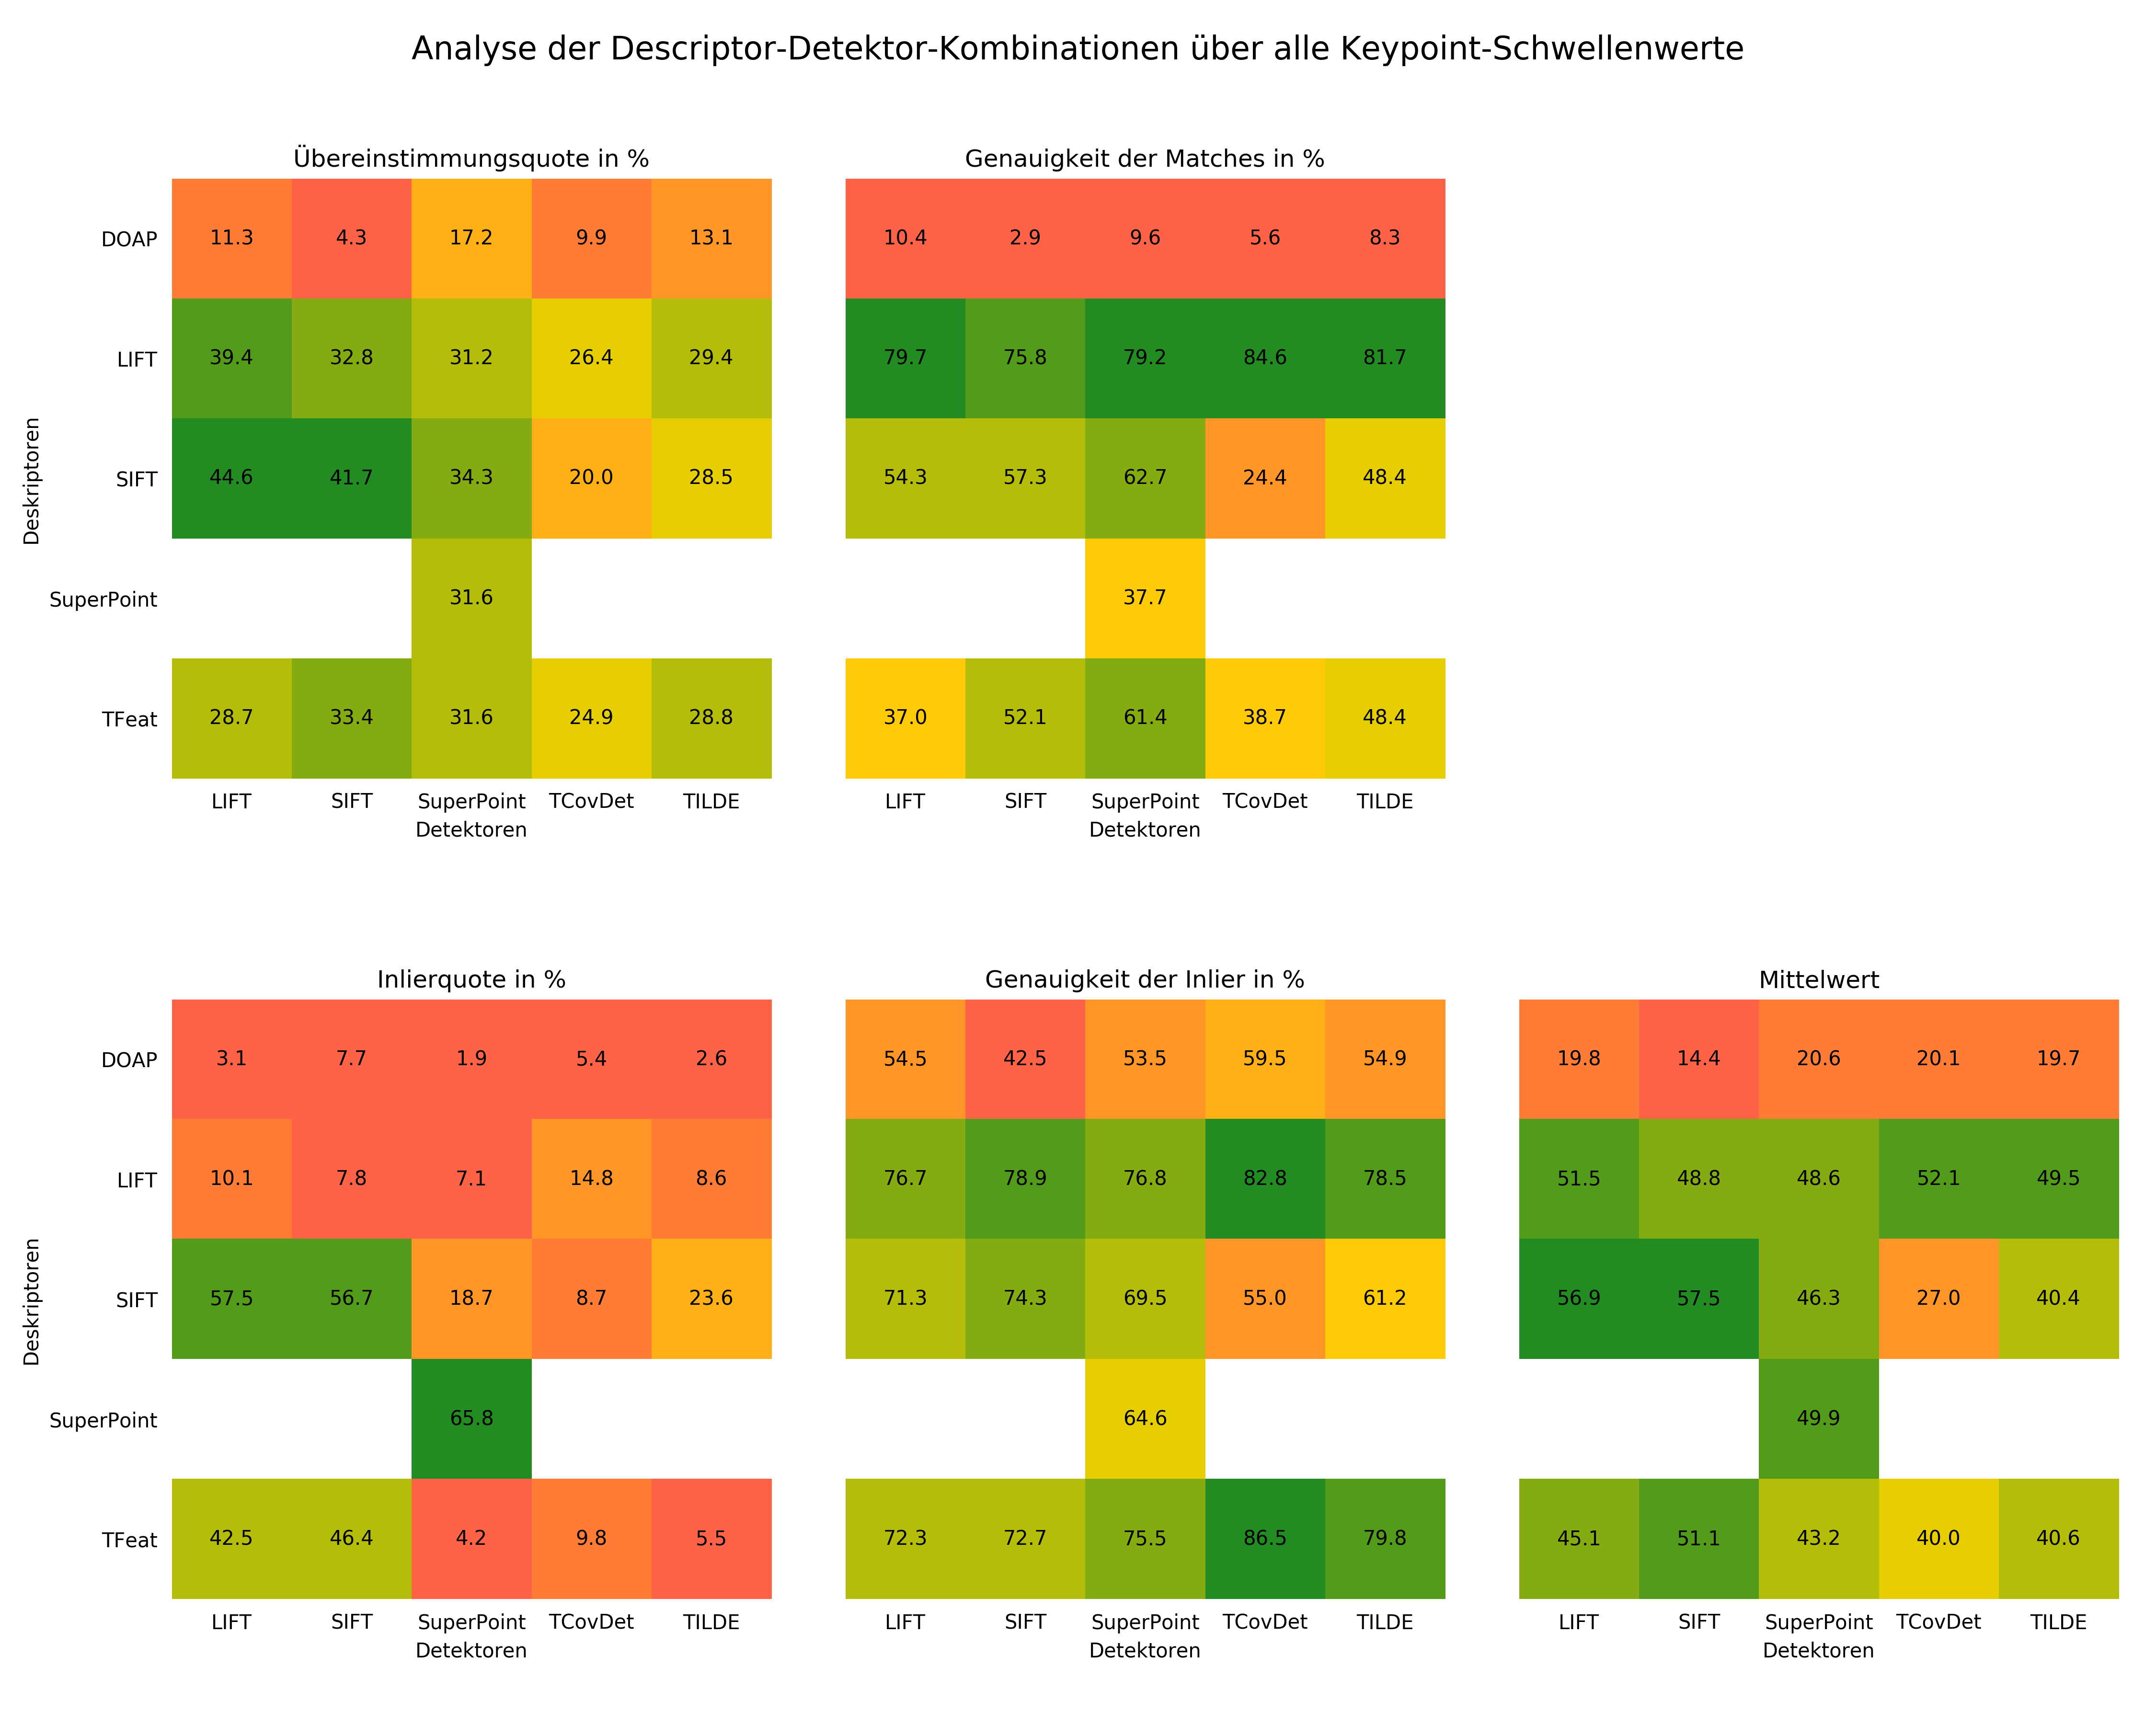 Analyse der Descriptor-Detektor-Kombinationen über alle Keypoint-Schwellenwerte
Übereinstimmungsquote in %
Deskriptoren
DOAP 11.3 4.3 17.2 9.9 13.1
LIFT 39.4 32.8 31.2 26.4 29.4
SIFT 44.6 41.7 34.3 20.0 28.5
SuperPoint 31.6
TFeat 28.7 33.4 31.6 24.9 28.8
LIFT SIFT SuperPoint TCovDet TILDE
Detektoren
Genauigkeit der Matches in %
10.4 2.9 9.6 5.6 8.3
79.7 75.8 79.2 84.6 81.7
54.3 57.3 62.7 24.4 48.4
37.7
37.0 52.1 61.4 38.7 48.4
LIFT SIFT SuperPoint TCovDet TILDE
Detektoren
Inlierquote in %
Deskriptoren
DOAP 3.1 7.7 1.9 5.4 2.6
LIFT 10.1 7.8 7.1 14.8 8.6
SIFT 57.5 56.7 18.7 8.7 23.6
SuperPoint 65.8
TFeat 42.5 46.4 4.2 9.8 5.5
LIFT SIFT SuperPoint TCovDet TILDE
Detektoren
Genauigkeit der Inlier in %
54.5 42.5 53.5 59.5 54.9
76.7 78.9 76.8 82.8 78.5
71.3 74.3 69.5 55.0 61.2
64.6
72.3 72.7 75.5 86.5 79.8
LIFT SIFT SuperPoint TCovDet TILDE
Detektoren
Mittelwert
19.8 14.4 20.6 20.1 19.7
51.5 48.8 48.6 52.1 49.5
56.9 57.5 46.3 27.0 40.4
49.9
45.1 51.1 43.2 40.0 40.6
LIFT SIFT SuperPoint TCovDet TILDE
Detektoren